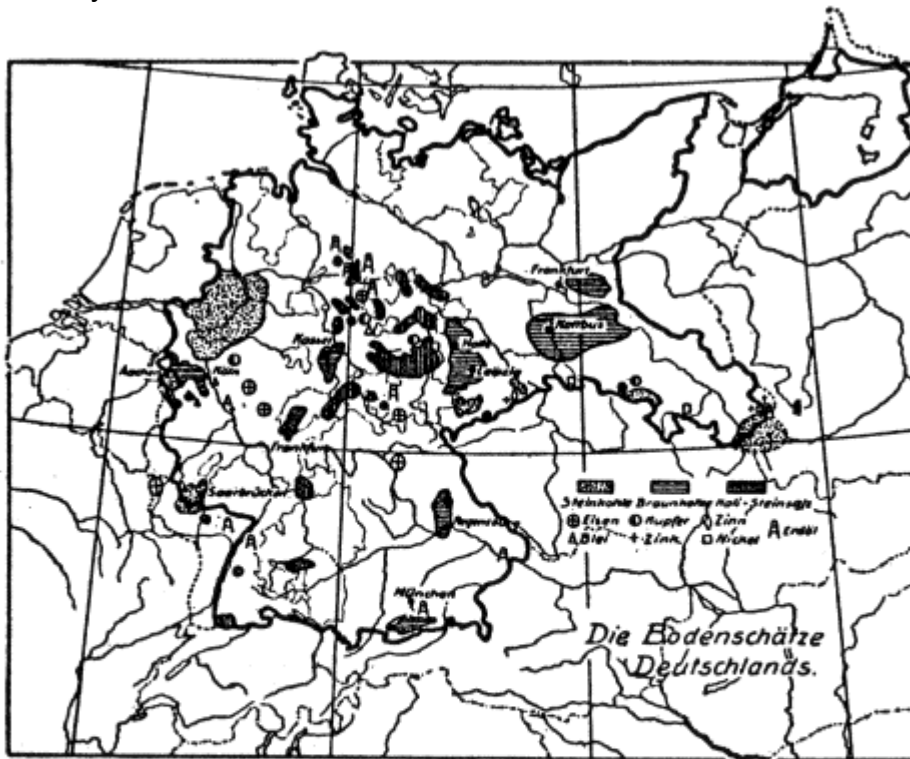 Frankfurt
Kottbus
Kassel
Halle
Leipzig
Aachen
Köln
Frankfurt
Saarbrücken
Regensburg
München
Steinkohle Braunkohle Kali-Steinsalz
Eisen Kupfer Zinn
Blei Zink Nickel Erdöl
Die Bodenschätze
Deutschlands.